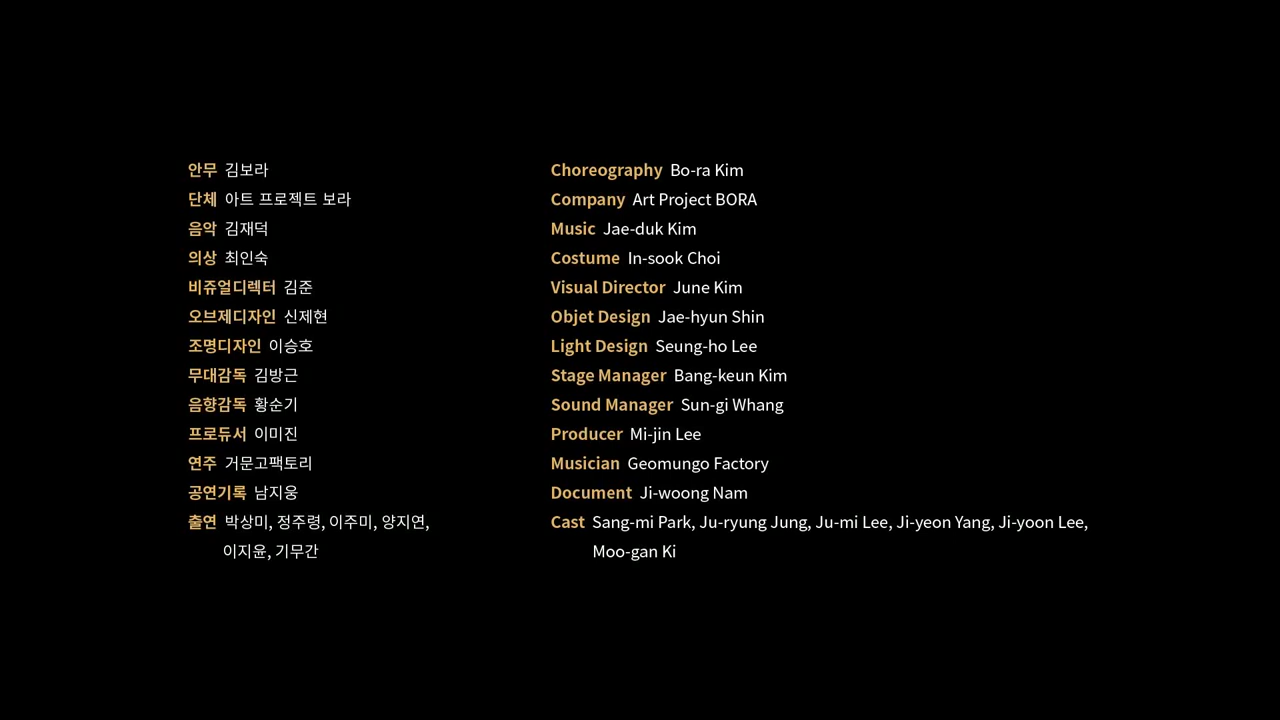 안무 김보라
단체 아트 프로젝트 보라
음악 김재덕
의상 최인숙
비쥬얼디렉터 김준
오브제디자인 신제현
조명디자인 이승호
무대감독 김방근
음향감독 황순기
프로듀서 이미진
연주 거문고팩토리
공연기록 남지웅
출연 박상미, 정주령, 이주미, 양지연,
이지윤, 기무간
Choreography Bo-ra Kim
Company Art Project BORA
Music Jae-duk Kim
Costume In-sook Choi
Visual Director June Kim
Objet Design Jae-hyun Shin
Light Design Seung-ho Lee
Stage Manager Bang-keun Kim
Sound Manager Sun-gi Whang
Producer Mi-jin Lee
Musician Geomungo Factory
Document Ji-woong Nam
Cast Sang-mi Park, Ju-ryung Jung, Ju-mi Lee, Ji-yeon Yang, Ji-yoon Lee,
Moo-gan Ki